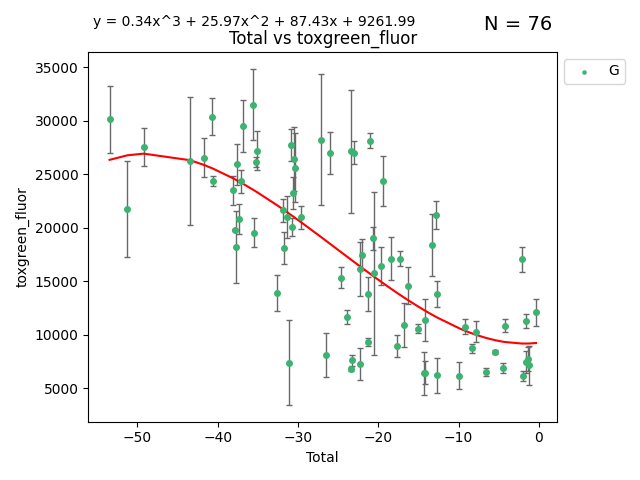 y = 0.34x^3 + 25.97x^2 + 87.43x + 9261.99
N = 76
Total vs toxgreen_fluor
G
35000
30000
25000
20000
15000
10000
5000
toxgreen_fluor
−50
−40
−30
−20
−10
0
Total